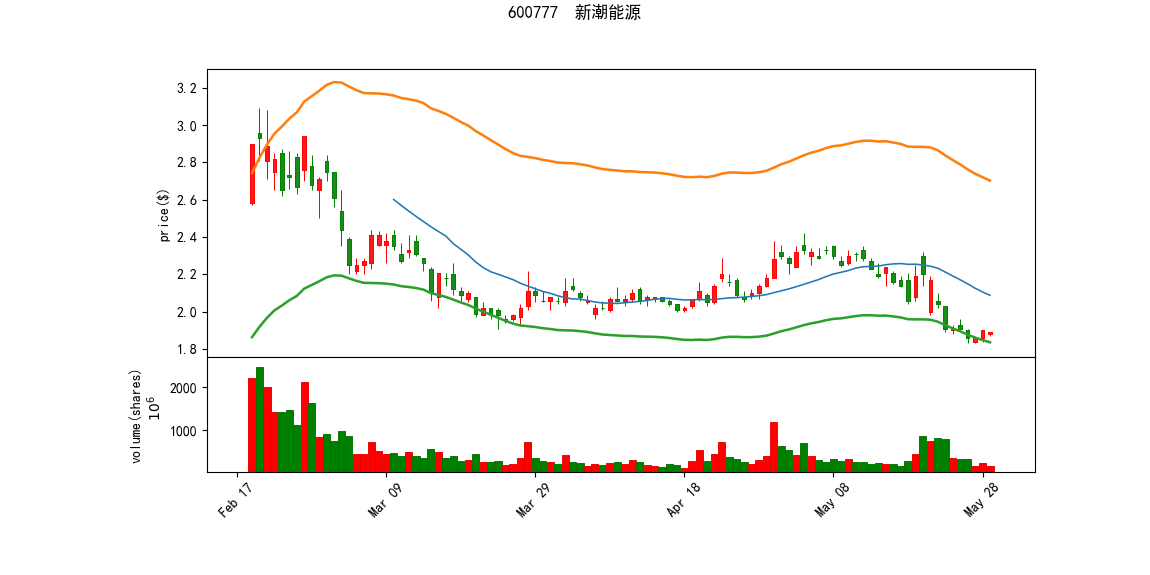 600777 新潮能源
price($)
3.2
3.0
2.8
2.6
2.4
2.2
2.0
1.8
volume(shares)
10^6
2000
1000
Feb 17
Mar 09
Mar 29
Apr 18
May 08
May 28